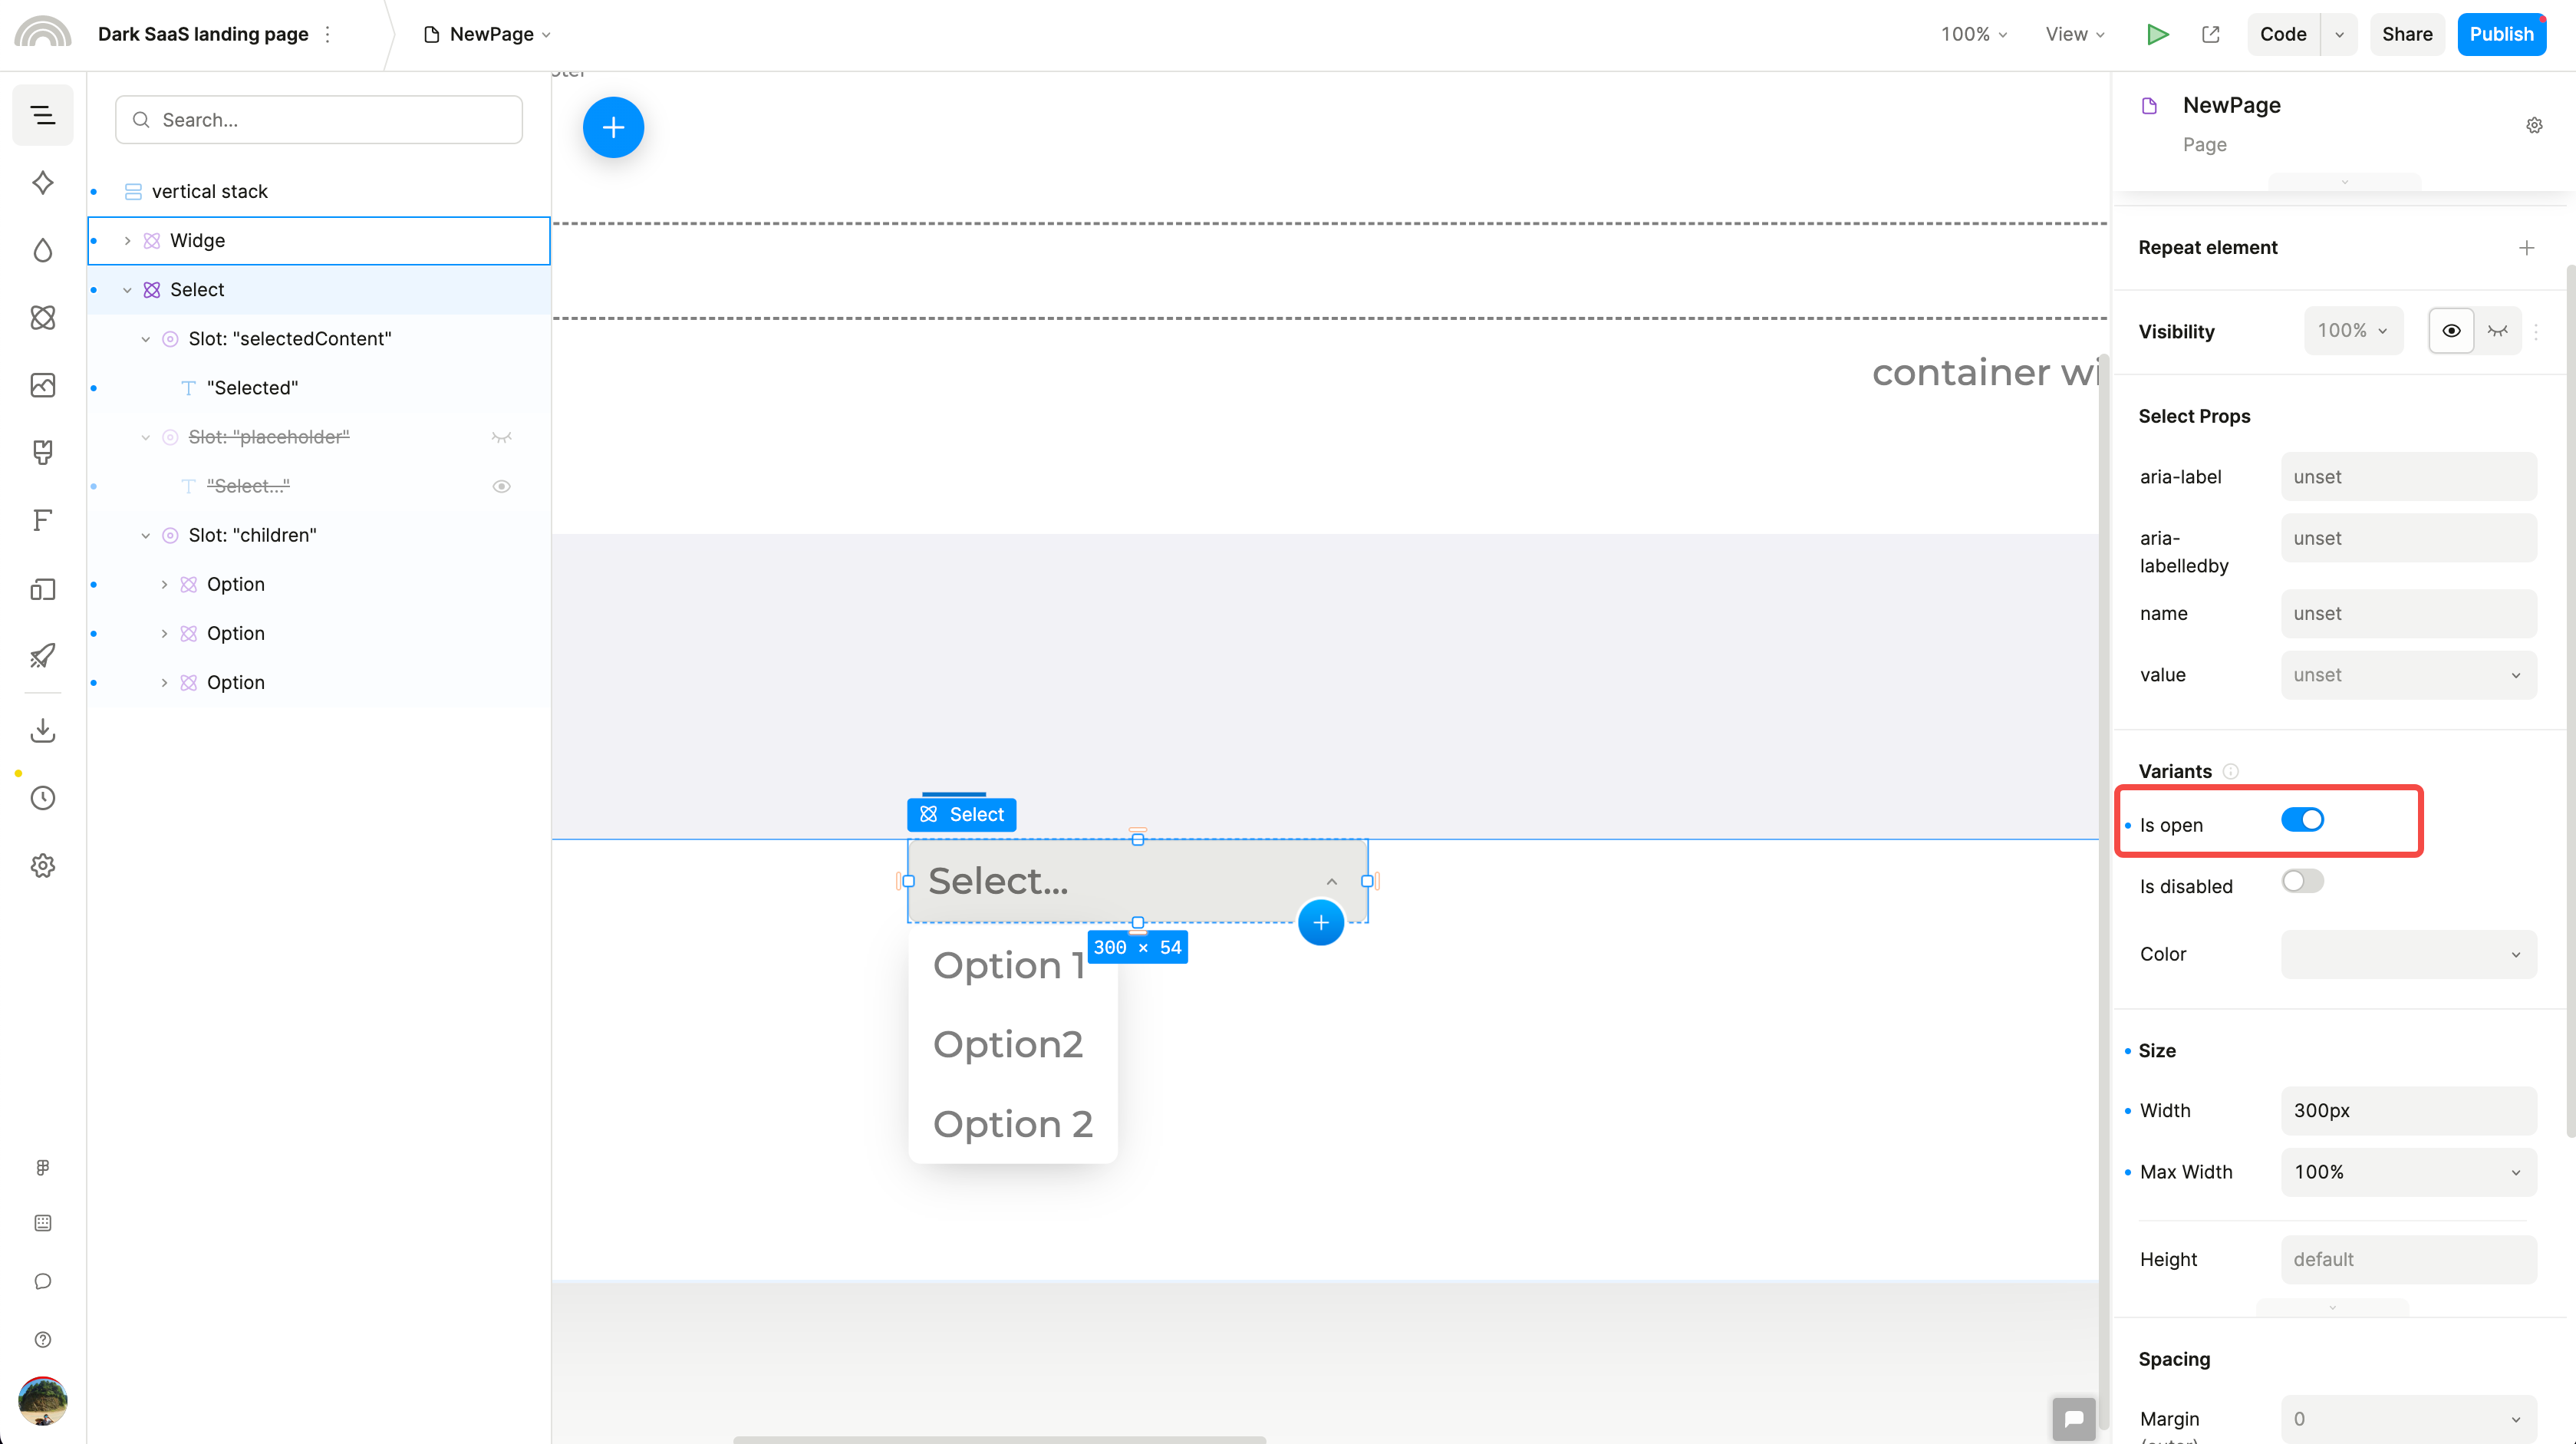 Dark SaaS landing page
NewPage
100%
View
Code
Share
Publish
Search...
vertical stack
Widge
Select
Slot: "selectedContent"
"Selected"
Slot: "placeholder"
"Select..."
Slot: "children"
Option
Option
Option
container wi
Select
Select...
300 × 54
Option 1
Option2
Option 2
NewPage
Page
Repeat element
Visibility
100%
Select Props
aria-label
unset
aria-
labelledby
unset
name
unset
value
unset
Variants
Is open
Is disabled
Color
Size
Width
300px
Max Width
100%
Height
default
Spacing
Margin
0